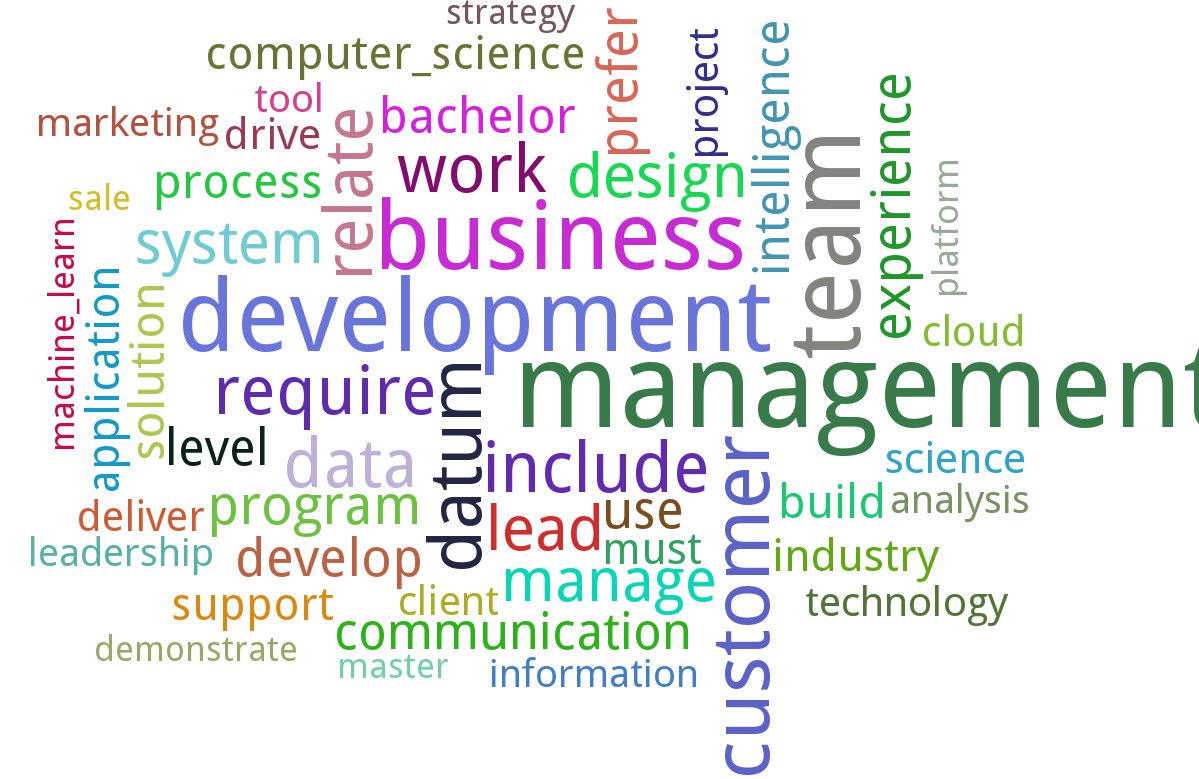 strategy
computer_science
prefer
project
intelligence
tool
marketing
drive
bachelor
relate
work
design
team
experience
platform
process
sale
system
business
machine_learn
application
solution
development
cloud
management
require
datum
level
data
include
customer
science
deliver
program
lead
use
build
analysis
leadership
develop
must
industry
manage
support
client
technology
communication
demonstrate
master
information